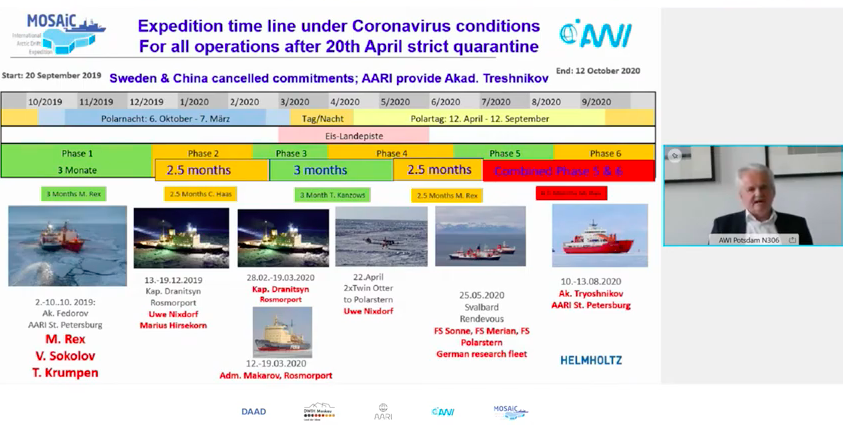 MOSAiC
International
Arctic Drift
Expedition
Expedition time line under Coronavirus conditions
For all operations after 20th April strict quarantine
AWI
Start: 20 September 2019
Sweden & China cancelled commitments; AARI provide Akad. Treshnikov
End: 12 October 2020
10/2019 11/2019 12/2019 1/2020 2/2020 3/2020 4/2020 5/2020 6/2020 7/2020 8/2020 9/2020
Polarnacht: 6. Oktober - 7. März Tag/Nacht Polartag: 12. April - 12. September
Eis-Landepiste
Phase 1 Phase 2 Phase 3 Phase 4 Phase 5 Phase 6
3 Monate 2.5 months 3 months 2.5 months Combined Phase 5 & 6
3 Months M. Rex 2.5 Months C. Haas 3 Month T. Kanzows 2.5 Months M. Rex
2.-10..10. 2019:
Ak. Fedorov
AARI St. Petersburg
M. Rex
V. Sokolov
T. Krumpen
13.-19.12.2019
Kap. Dranitsyn
Rosmorport
Uwe Nixdorf
Marius Hirsekorn
28.02.-19.03.2020
Kap. Dranitsyn
Rosmorport
12.-19.03.2020
Adm. Makarov, Rosmorport
22.April
2xTwin Otter
to Polarstern
Uwe Nixdorf
25.05.2020
Svalbard
Rendevous
FS Sonne, FS Merian, FS
Polarstern
German research fleet
10.-13.08.2020
Ak. Tryoshnikov
AARI St. Petersburg
HELMHOLTZ
AWI Potsdam N306
DAAD
AARI
AWI
MOSAiC